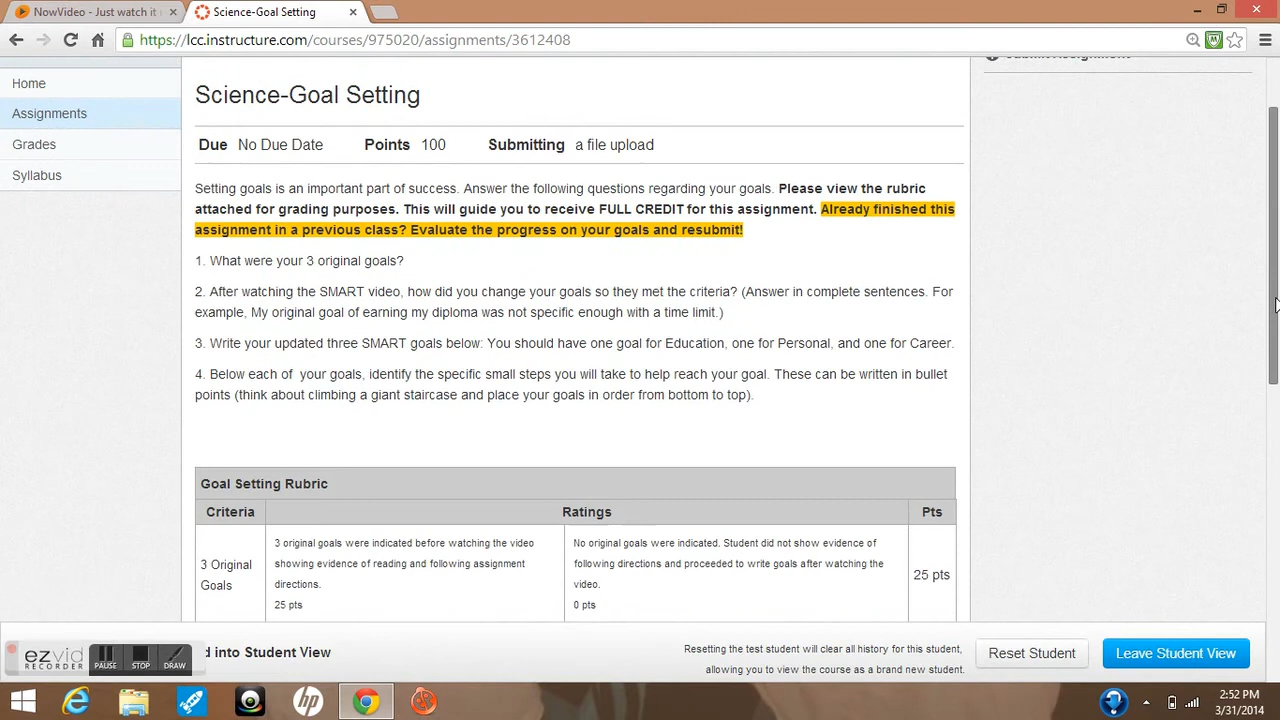 NowVideo - Just watch it
Science-Goal Setting
https://lcc.instructure.com/courses/975020/assignments/3612408
Home
Assignments
Grades
Syllabus
Science-Goal Setting
Due No Due Date Points 100 Submitting a file upload
Setting goals is an important part of success. Answer the following questions regarding your goals. Please view the rubric
attached for grading purposes. This will guide you to receive FULL CREDIT for this assignment. Already finished this
assignment in a previous class? Evaluate the progress on your goals and resubmit!
1. What were your 3 original goals?
2. After watching the SMART video, how did you change your goals so they met the criteria? (Answer in complete sentences. For
example, My original goal of earning my diploma was not specific enough with a time limit.)
3. Write your updated three SMART goals below: You should have one goal for Education, one for Personal, and one for Career.
4. Below each of your goals, identify the specific small steps you will take to help reach your goal. These can be written in bullet
points (think about climbing a giant staircase and place your goals in order from bottom to top).
Goal Setting Rubric
Criteria Ratings Pts
3 Original
Goals
3 original goals were indicated before watching the video
showing evidence of reading and following assignment
directions.
25 pts
No original goals were indicated. Student did not show evidence of
following directions and proceeded to write goals after watching the
video.
0 pts
25 pts
ezvid
RECORDER
PAUSE
STOP
DRAW
d into Student View
Resetting the test student will clear all history for this student,
allowing you to view the course as a brand new student.
Reset Student
Leave Student View
hp
2:52 PM
3/31/2014